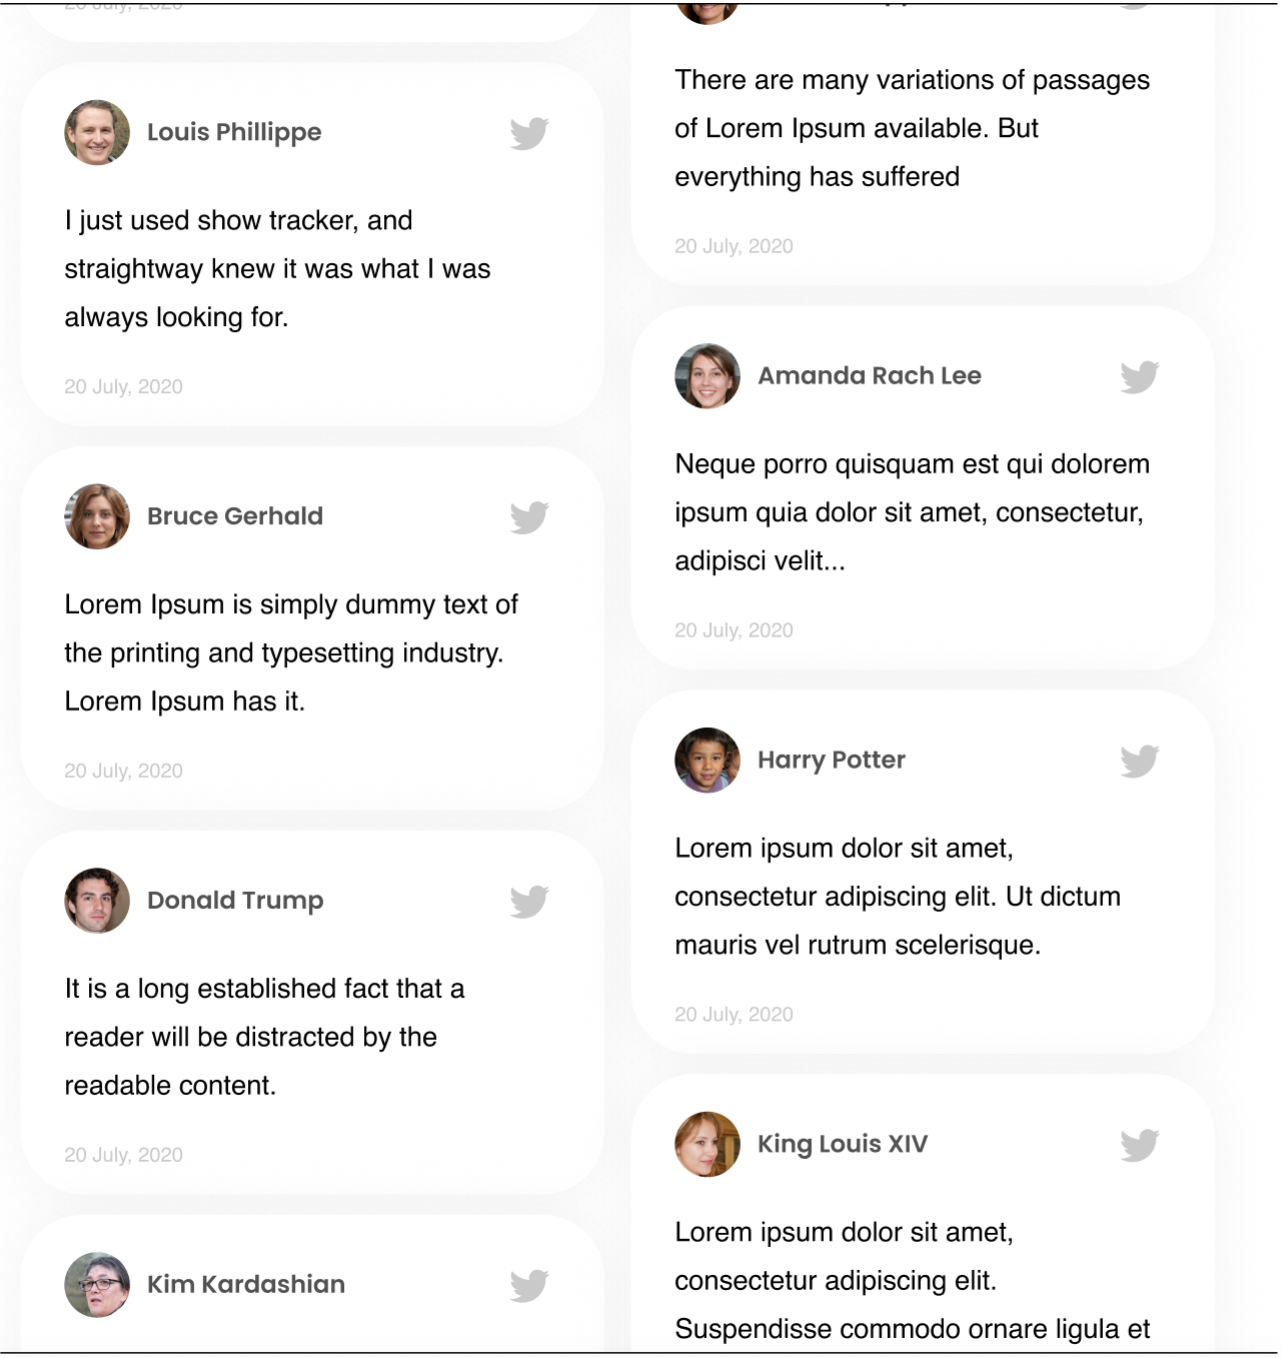 20 July, 2020
Louis Phillippe
I just used show tracker, and
straightway knew it was what I was
always looking for.
20 July, 2020
Bruce Gerhald
Lorem Ipsum is simply dummy text of
the printing and typesetting industry.
Lorem Ipsum has it.
20 July, 2020
Donald Trump
It is a long established fact that a
reader will be distracted by the
readable content.
20 July, 2020
Kim Kardashian
There are many variations of passages
of Lorem Ipsum available. But
everything has suffered
20 July, 2020
Amanda Rach Lee
Neque porro quisquam est qui dolorem
ipsum quia dolor sit amet, consectetur,
adipisci velit...
20 July, 2020
Harry Potter
Lorem ipsum dolor sit amet,
consectetur adipiscing elit. Ut dictum
mauris vel rutrum scelerisque.
20 July, 2020
King Louis XIV
Lorem ipsum dolor sit amet,
consectetur adipiscing elit.
Suspendisse commodo ornare ligula et